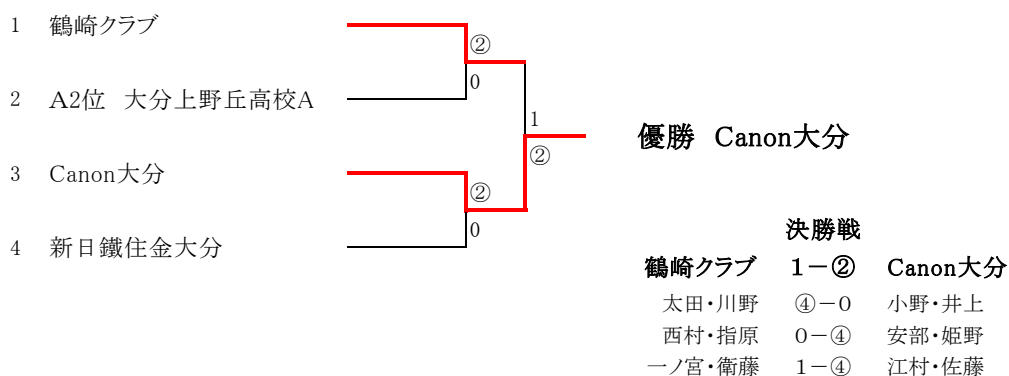 1 鶴崎クラブ
②
0
2 A2位 大分上野丘高校A
1
優勝 Canon大分
②
3 Canon大分
②
0
4 新日鐵住金大分
決勝戦
鶴崎クラブ 1－② Canon大分
太田・川野 ④－0 小野・井上
西村・指原 0－④ 安部・姫野
一ノ宮・衛藤 1－④ 江村・佐藤